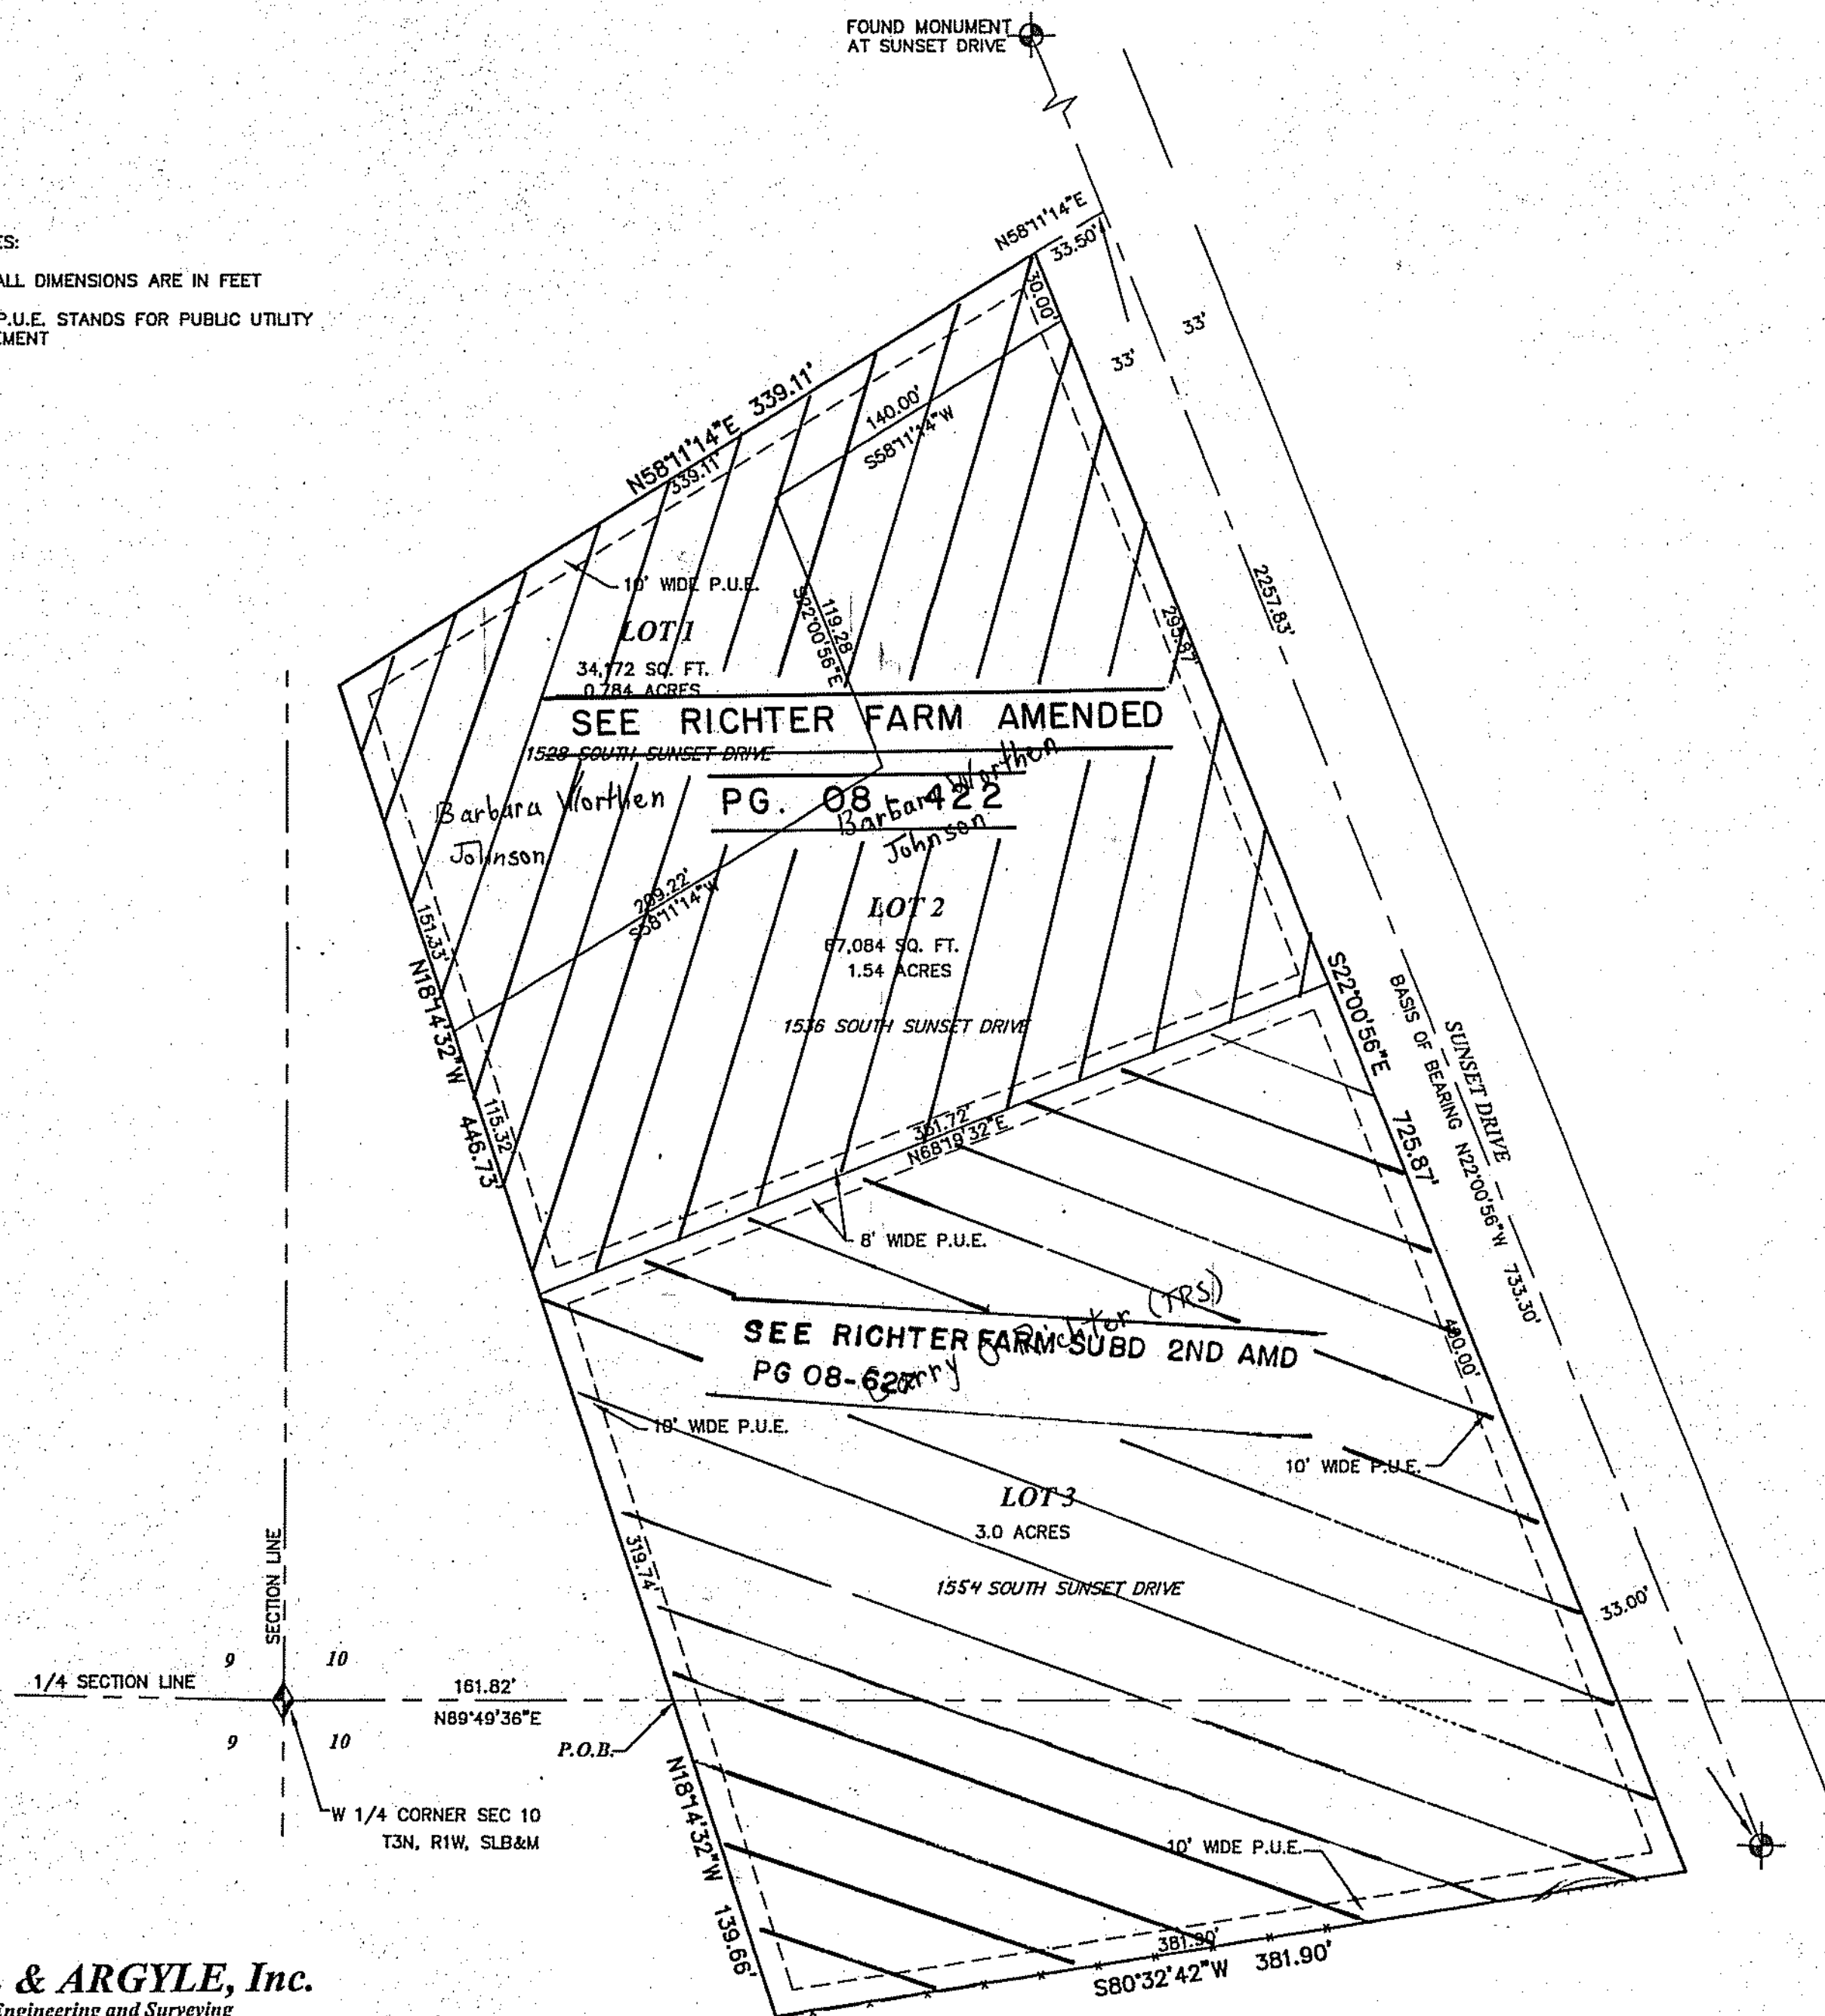 FOUND MONUMENT
AT SUNSET DRIVE
ES:
ALL DIMENSIONS ARE IN FEET
P.U.E. STANDS FOR PUBLIC UTILITY
EMENT
N58°11'14"E
33.50'
30.00'
33'
33'
N58°11'14"E 339.11'
339.11'
140.00'
S58°11'14"W
10' WIDE P.U.E.
119.28
S22°00'56"E
2257.83'
295.87'
LOT 1
34,172 SQ. FT.
0.784 ACRES
SEE RICHTER FARM AMENDED
1528 SOUTH SUNSET DRIVE
PG. 08-422
Barbara Worthen
Johnson
Barbara Worthen
Johnson
209.22'
S58°11'14"W
LOT 2
67,084 SQ. FT.
1.54 ACRES
1536 SOUTH SUNSET DRIVE
151.33'
N18°14'32"W 446.73'
115.32'
S22°00'56"E 725.87'
SUNSET DRIVE
BASIS OF BEARING N22°00'56"W 733.30'
361.72'
N68°19'32"E
8' WIDE P.U.E.
SEE RICHTER FARM SUBD 2ND AMD
PG 08-627
Richter (TRS)
430.00'
10' WIDE P.U.E.
10' WIDE P.U.E.
LOT 3
3.0 ACRES
1554 SOUTH SUNSET DRIVE
319.74'
33.00'
SECTION LINE
9 10
1/4 SECTION LINE
161.82'
N89°49'36"E
9 10
P.O.B.
W 1/4 CORNER SEC 10
T3N, R1W, SLB&M
N18°14'32"W 139.66'
10' WIDE P.U.E.
381.90'
S80°32'42"W 381.90'
& ARGYLE, Inc.
Engineering and Surveying